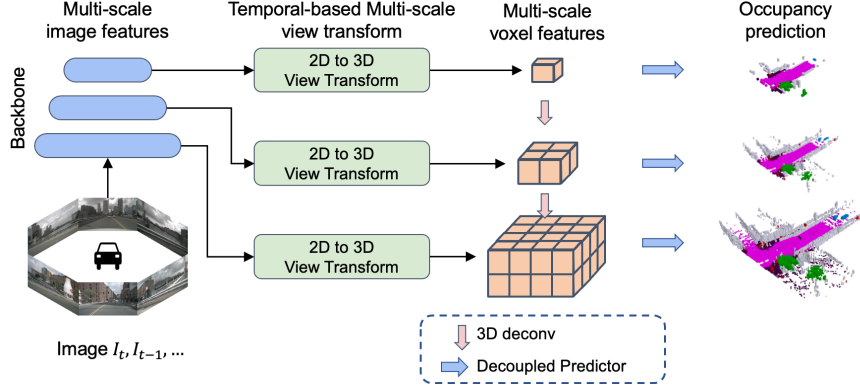 Multi-scale
image features
Temporal-based Multi-scale
view transform
Multi-scale
voxel features
Occupancy
prediction
Backbone
2D to 3D
View Transform
2D to 3D
View Transform
2D to 3D
View Transform
Image I_t, I_{t−1}, ...
3D deconv
Decoupled Predictor